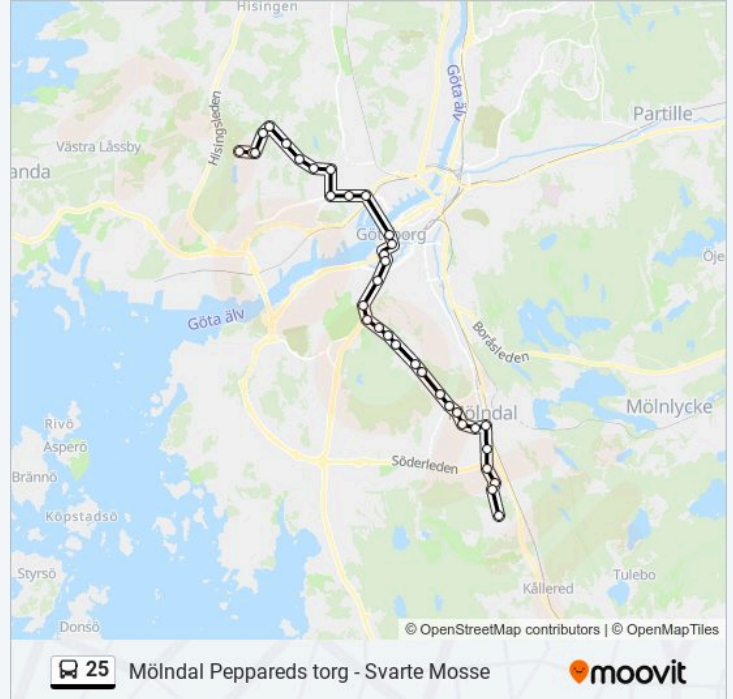 Hisingen
Göta älv
Partille
Hisingsleden
Västra Låssby
anda
Göteborg
Öje
Göta älv
Boråsleden
Mölndal
Mölnlycke
Rivö
Asperö
Söderleden
Brännö
Köpstadsö
Styrsö
Tulebo
Kållered
Donsö
© OpenStreetMap contributors | © OpenMapTiles
25 Mölndal Peppareds torg - Svarte Mosse moovit